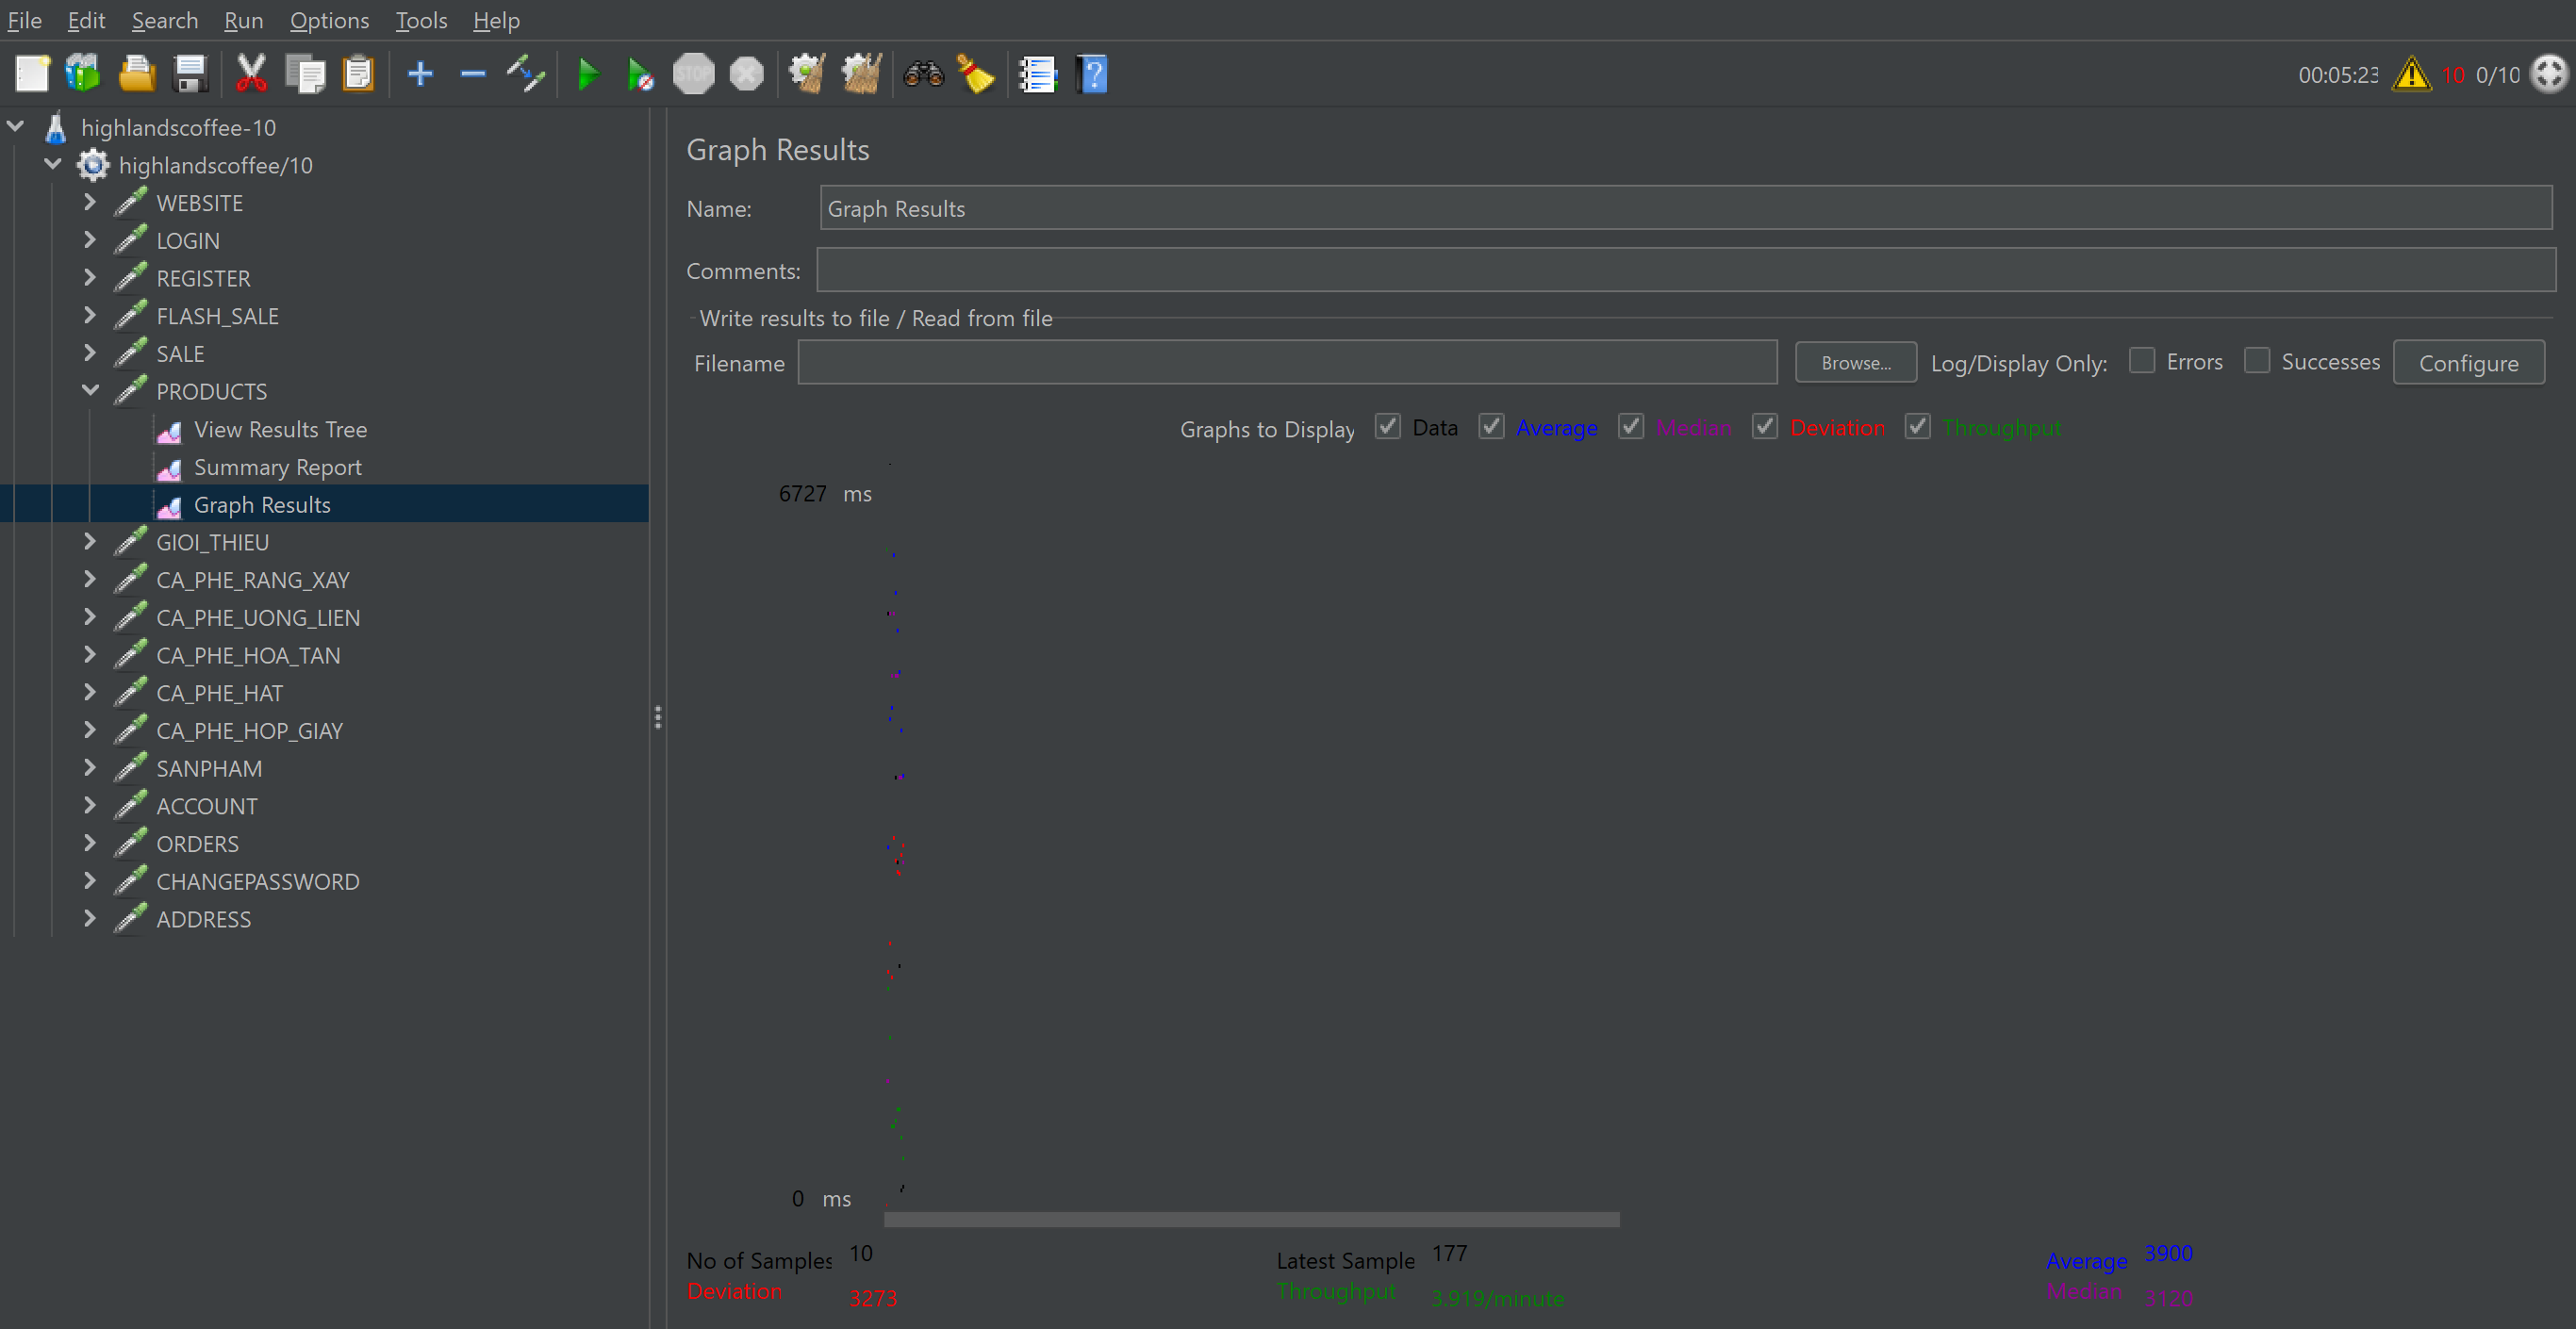 File Edit Search Run Options Tools Help
STOP
00:05:23 10 0/10
highlandscoffee-10
highlandscoffee/10
WEBSITE
LOGIN
REGISTER
FLASH_SALE
SALE
PRODUCTS
View Results Tree
Summary Report
Graph Results
GIOI_THIEU
CA_PHE_RANG_XAY
CA_PHE_UONG_LIEN
CA_PHE_HOA_TAN
CA_PHE_HAT
CA_PHE_HOP_GIAY
SANPHAM
ACCOUNT
ORDERS
CHANGEPASSWORD
ADDRESS
Graph Results
Name: Graph Results
Comments:
Write results to file / Read from file
Filename Browse... Log/Display Only: Errors Successes Configure
Graphs to Display Data Average Median Deviation Throughput
6727 ms
0 ms
No of Samples 10 Latest Sample 177 Average 3900
Deviation 3273 Throughput 3.919/minute Median 3120